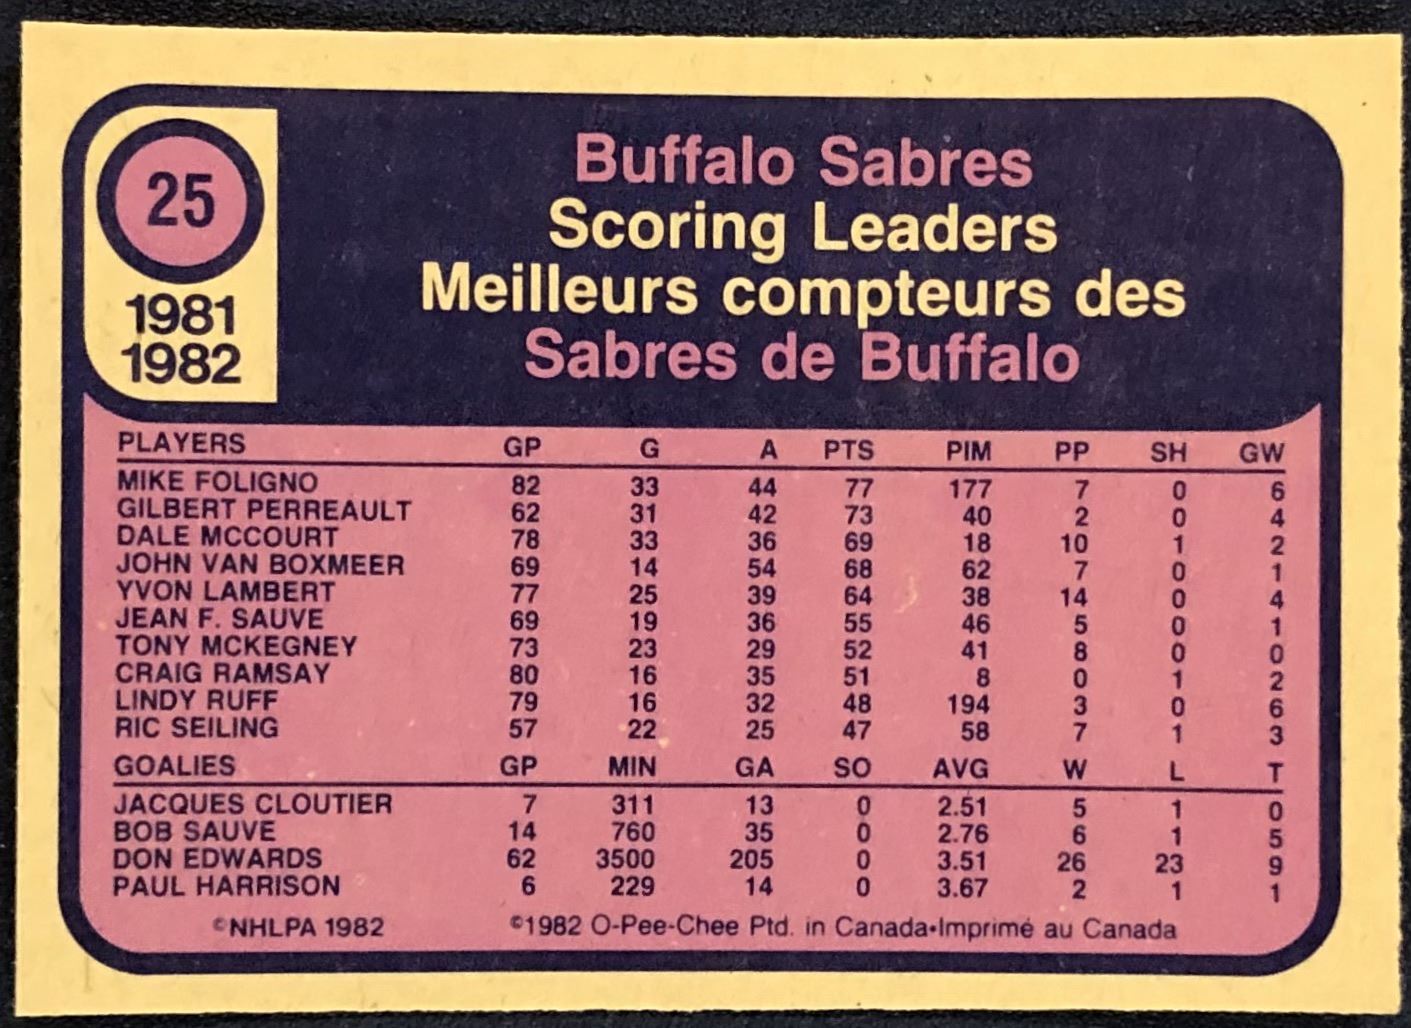 25
1981
1982
Buffalo Sabres
Scoring Leaders
Meilleurs compteurs des
Sabres de Buffalo
PLAYERS GP G A PTS PIM PP SH GW
MIKE FOLIGNO 82 33 44 77 177 7 0 6
GILBERT PERREAULT 62 31 42 73 40 2 0 4
DALE MCCOURT 78 33 36 69 18 10 1 2
JOHN VAN BOXMEER 69 14 54 68 62 7 0 1
YVON LAMBERT 77 25 39 64 38 14 0 4
JEAN F. SAUVE 69 19 36 55 46 5 0 1
TONY MCKEGNEY 73 23 29 52 41 8 0 0
CRAIG RAMSAY 80 16 35 51 8 0 1 2
LINDY RUFF 79 16 32 48 194 3 0 6
RIC SEILING 57 22 25 47 58 7 1 3
GOALIES GP MIN GA SO AVG W L T
JACQUES CLOUTIER 7 311 13 0 2.51 5 1 0
BOB SAUVE 14 760 35 0 2.76 6 1 5
DON EDWARDS 62 3500 205 0 3.51 26 23 9
PAUL HARRISON 6 229 14 0 3.67 2 1 1
©NHLPA 1982 ©1982 O-Pee-Chee Ptd. in Canada•Imprimé au Canada